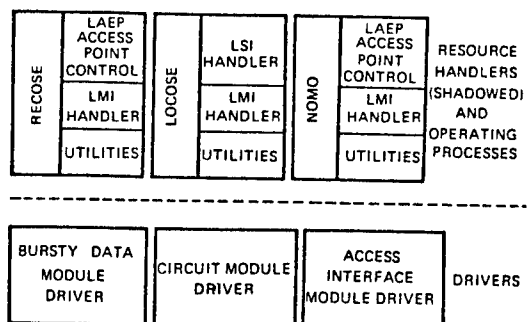 RECOSE
LAEP
ACCESS
POINT
CONTROL
LMI
HANDLER
UTILITIES
LOCOSE
LSI
HANDLER
LMI
HANDLER
UTILITIES
NOMO
LAEP
ACCESS
POINT
CONTROL
LMI
HANDLER
UTILITIES
RESOURCE
HANDLERS
(SHADOWED)
AND
OPERATING
PROCESSES
BURSTY DATA
MODULE
DRIVER
CIRCUIT MODULE
DRIVER
ACCESS
INTERFACE
MODULE DRIVER
DRIVERS